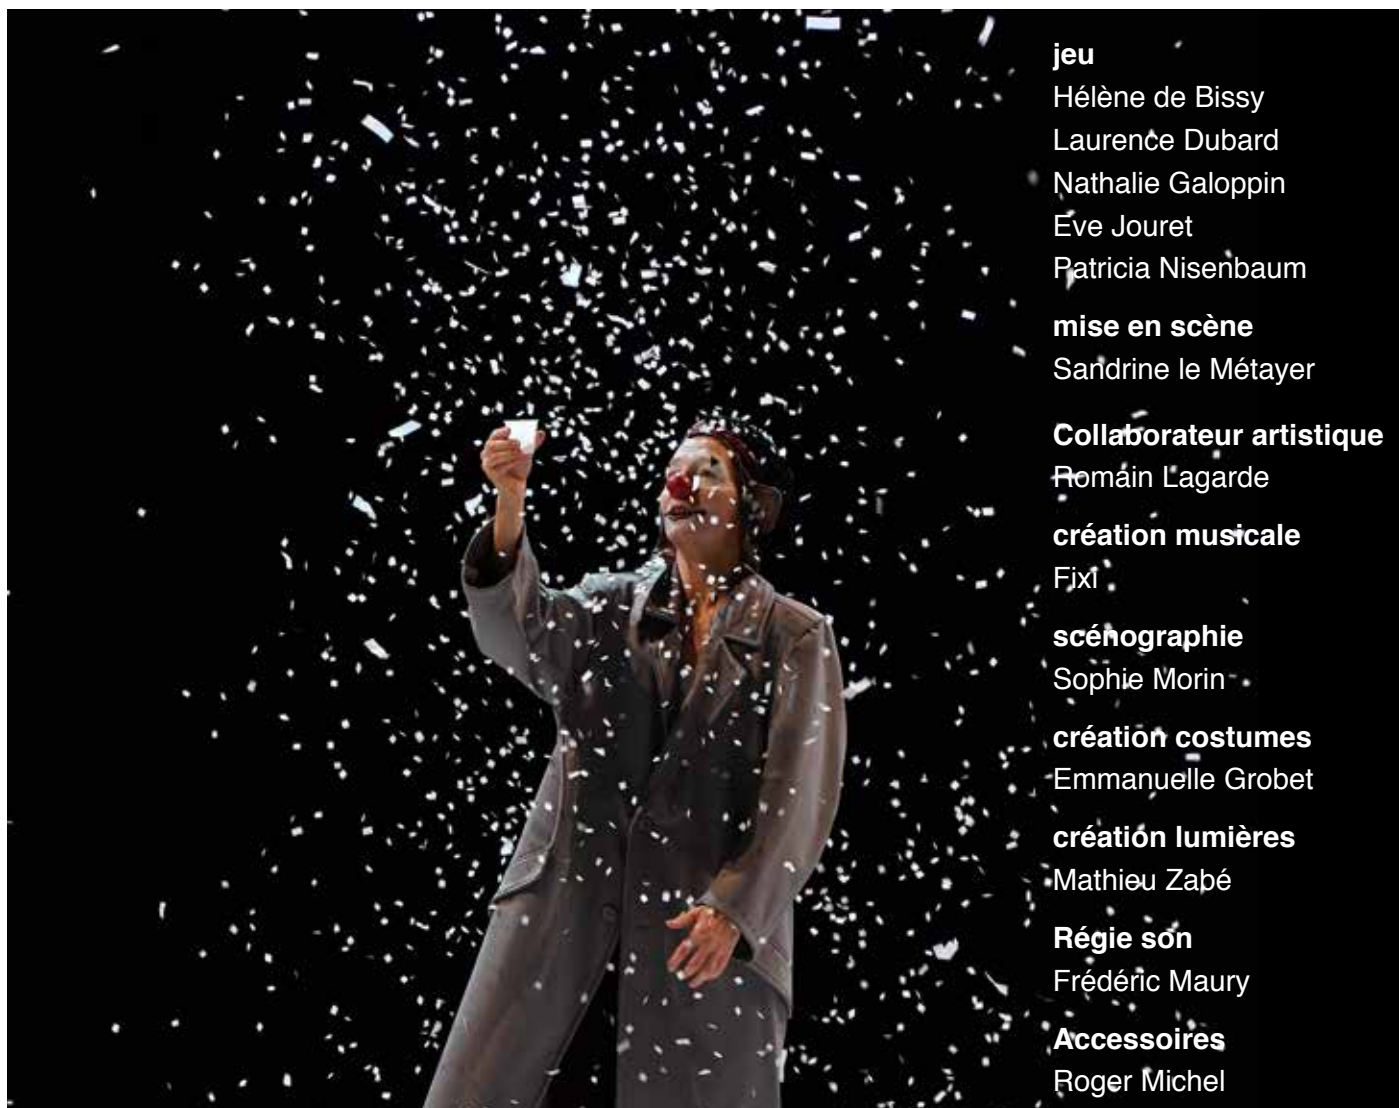 jeu
Hélène de Bissy
Laurence Dubard
Nathalie Galoppin
Eve Jouret
Patricia Nisenbaum
mise en scène
Sandrine le Métayer
Collaborateur artistique
Romain Lagarde
création musicale
Fixi
scénographie
Sophie Morin
création costumes
Emmanuelle Grobet
création lumières
Mathieu Zabé
Régie son
Frédéric Maury
Accessoires
Roger Michel